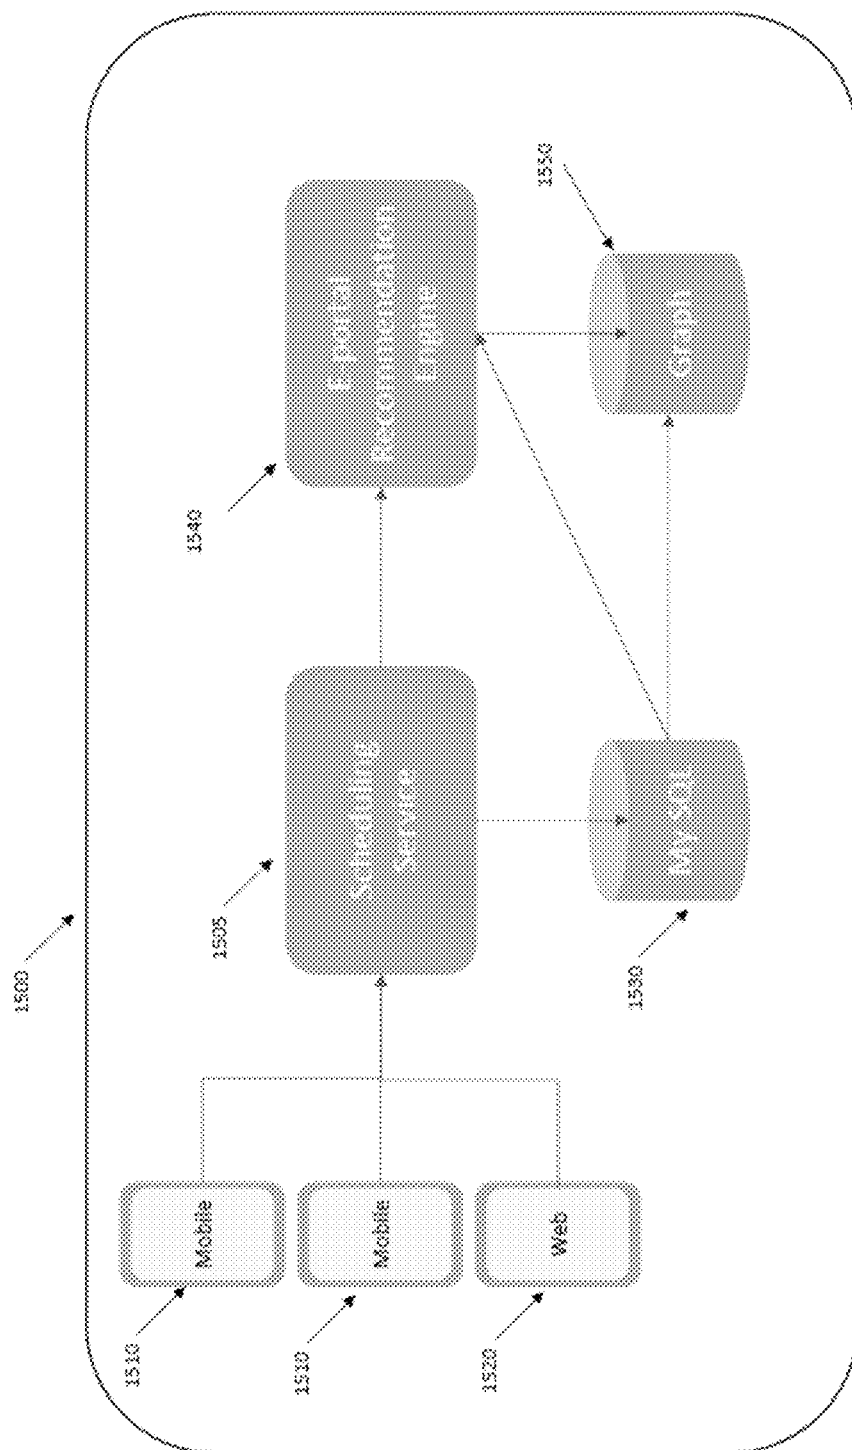 1500
1510
Mobile
1510
Mobile
1520
Web
1505
Scheduling
Service
1530
My SQL
1540
E-portal
Recommendation
Engine
1550
Graph